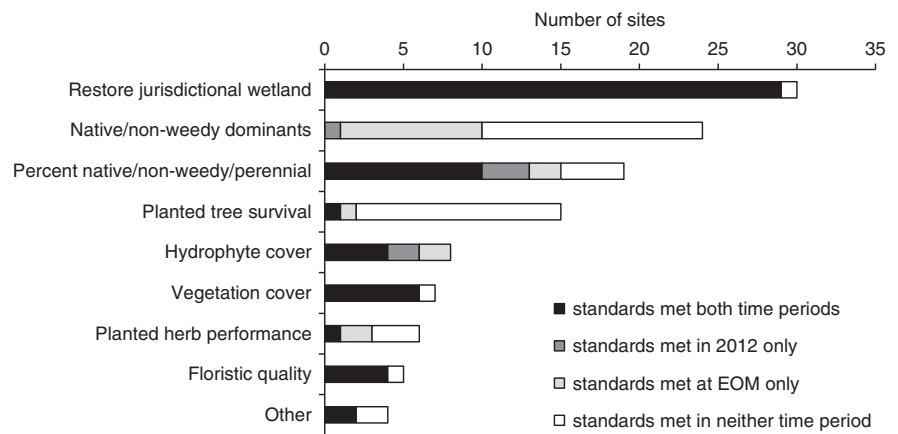 Number of sites
0 5 10 15 20 25 30 35
Restore jurisdictional wetland
Native/non-weedy dominants
Percent native/non-weedy/perennial
Planted tree survival
Hydrophyte cover
Vegetation cover
Planted herb performance
Floristic quality
Other
standards met both time periods
standards met in 2012 only
standards met at EOM only
standards met in neither time period